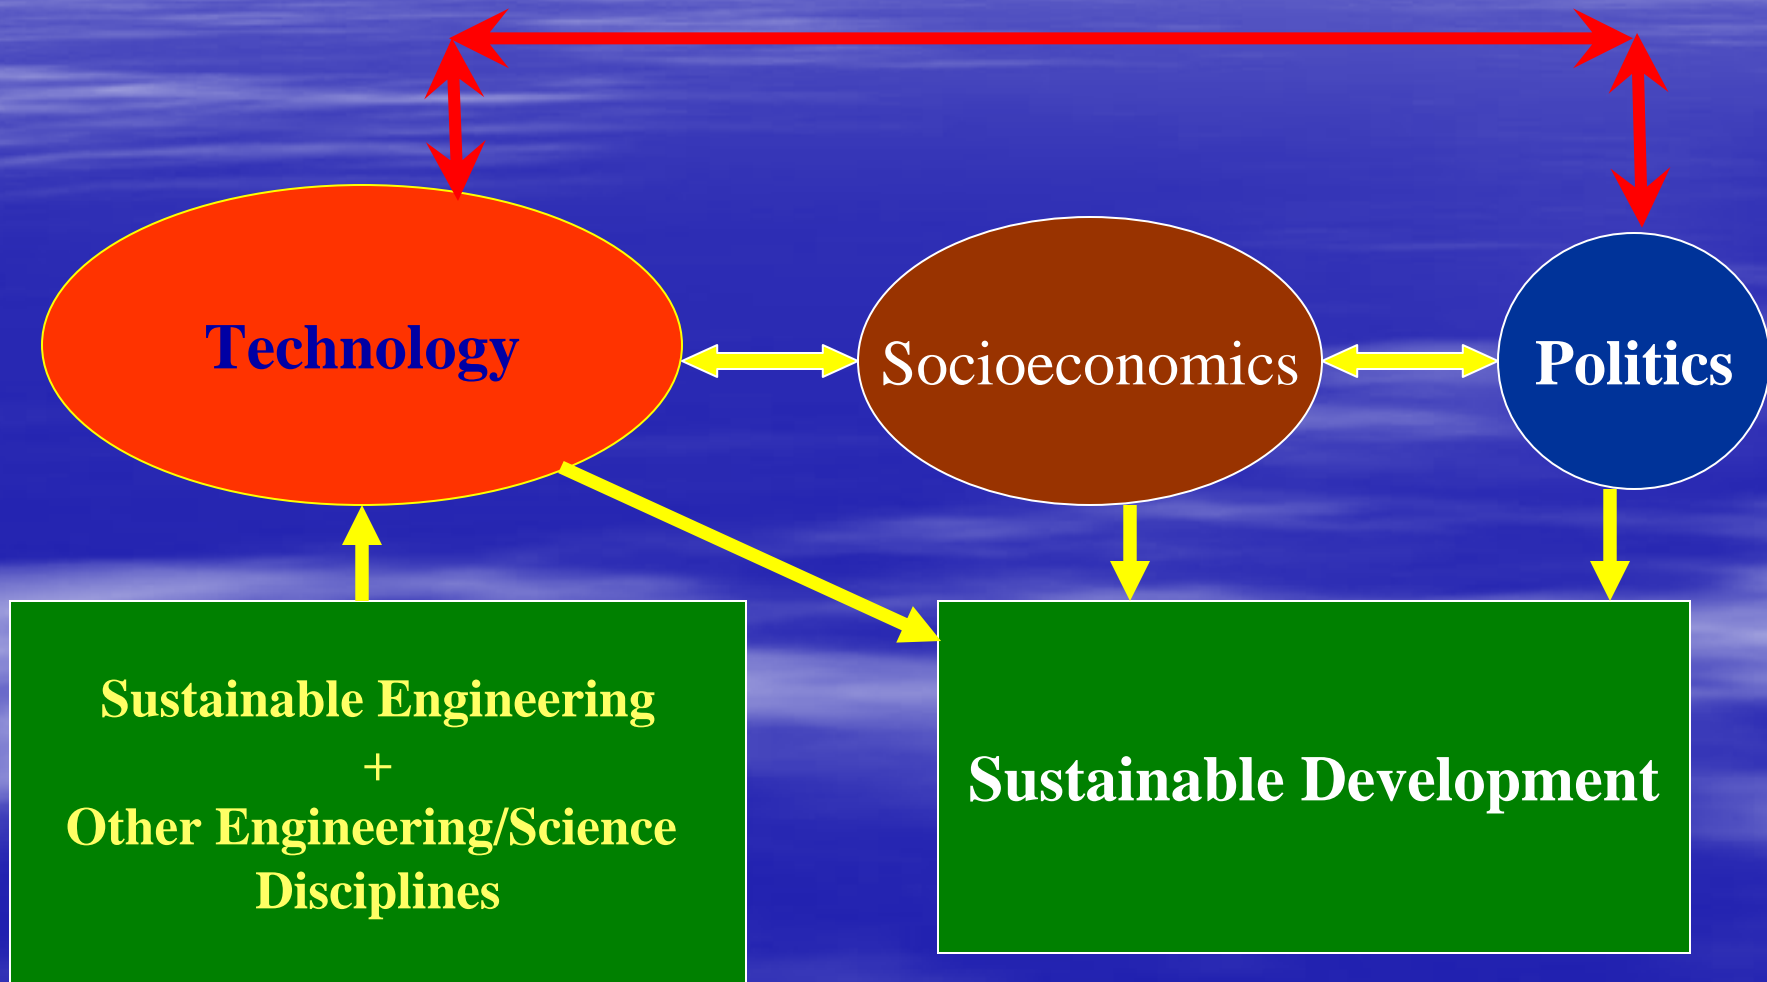 Technology
Socioeconomics
Politics
Sustainable Engineering
+
Other Engineering/Science
Disciplines
Sustainable Development